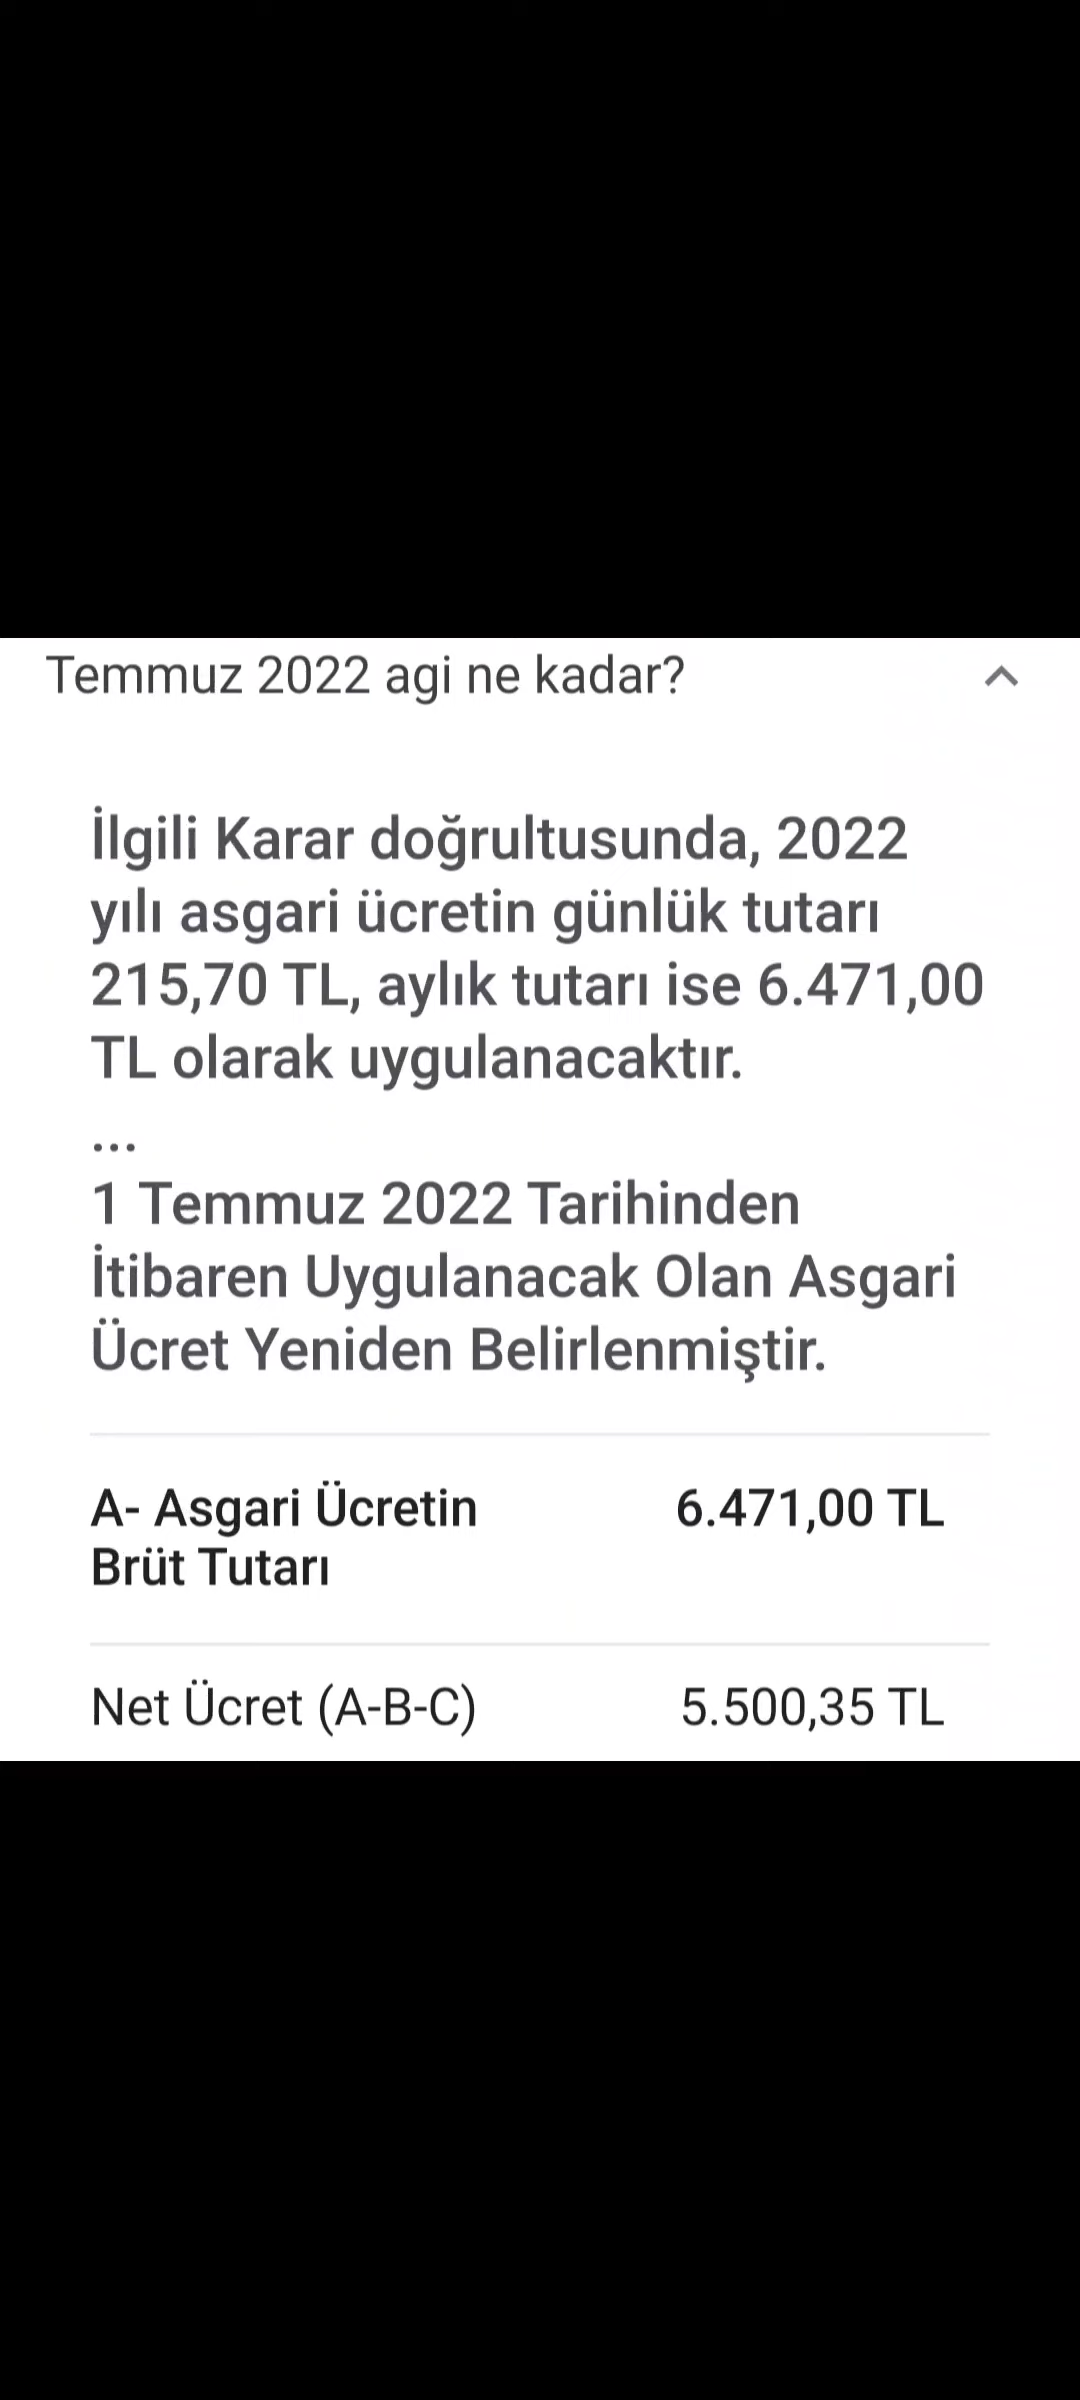 Temmuz 2022 agi ne kadar?
İlgili Karar doğrultusunda, 2022
yılı asgari ücretin günlük tutarı
215,70 TL, aylık tutarı ise 6.471,00
TL olarak uygulanacaktır.
...
1 Temmuz 2022 Tarihinden
İtibaren Uygulanacak Olan Asgari
Ücret Yeniden Belirlenmiştir.
A- Asgari Ücretin 6.471,00 TL
Brüt Tutarı
Net Ücret (A-B-C) 5.500,35 TL